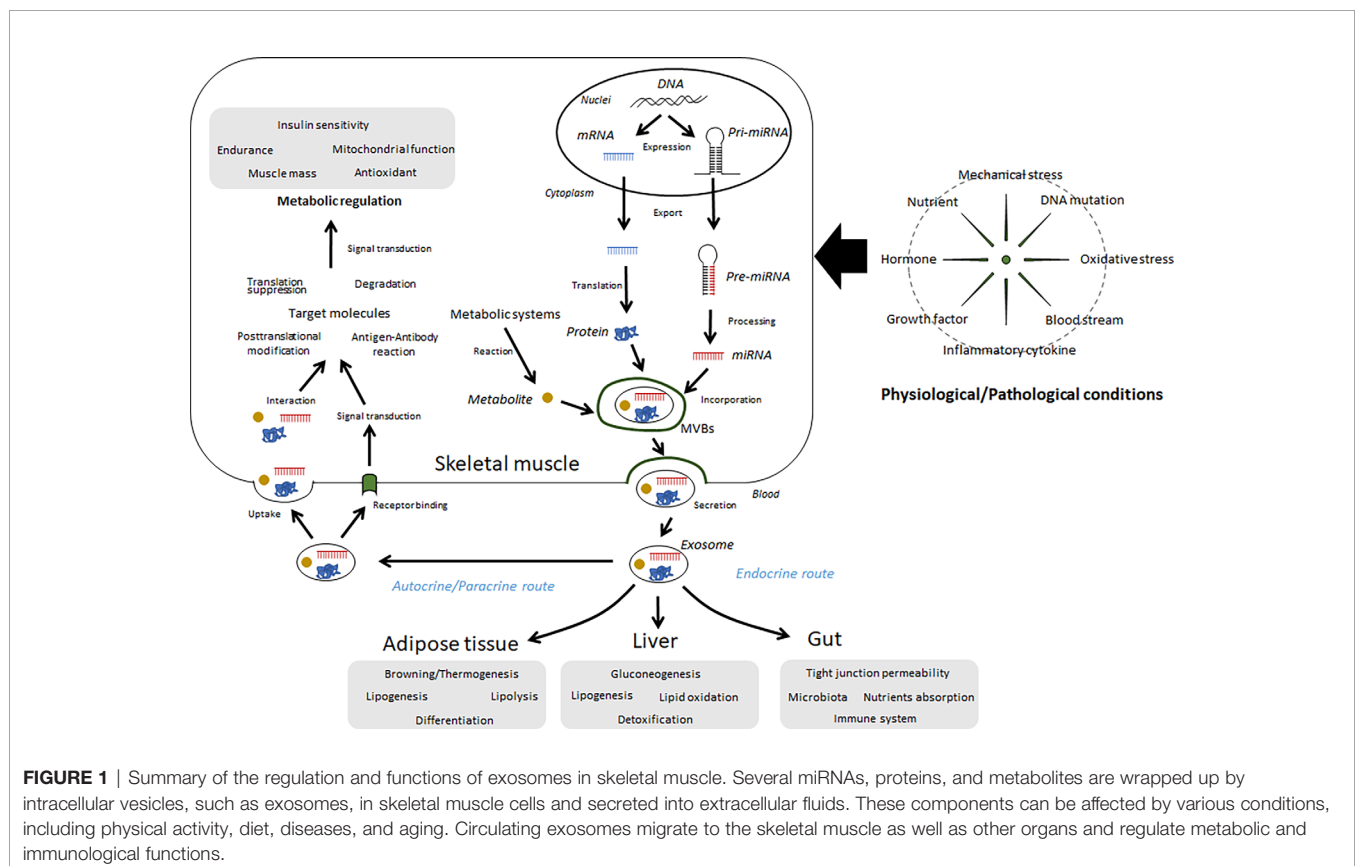 Insulin sensitivity
Endurance
Mitochondrial function
Muscle mass
Antioxidant
Metabolic regulation
Signal transduction
Translation
suppression
Degradation
Target molecules
Posttranslational
modification
Antigen-Antibody
reaction
Interaction
Signal transduction
Uptake
Receptor binding
Nuclei
DNA
mRNA
Expression
Pri-miRNA
Cytoplasm
Export
Translation
Pre-miRNA
Metabolic systems
Protein
Processing
Reaction
miRNA
Metabolite
Incorporation
MVBs
Skeletal muscle
Blood
Secretion
Exosome
Autocrine/Paracrine route
Endocrine route
Mechanical stress
Nutrient
DNA mutation
Hormone
Oxidative stress
Growth factor
Blood stream
Inflammatory cytokine
Physiological/Pathological conditions
Adipose tissue
Browning/Thermogenesis
Lipogenesis
Lipolysis
Differentiation
Liver
Gluconeogenesis
Lipogenesis
Lipid oxidation
Detoxification
Gut
Tight junction permeability
Microbiota
Nutrients absorption
Immune system
FIGURE 1 | Summary of the regulation and functions of exosomes in skeletal muscle. Several miRNAs, proteins, and metabolites are wrapped up by
intracellular vesicles, such as exosomes, in skeletal muscle cells and secreted into extracellular fluids. These components can be affected by various conditions,
including physical activity, diet, diseases, and aging. Circulating exosomes migrate to the skeletal muscle as well as other organs and regulate metabolic and
immunological functions.